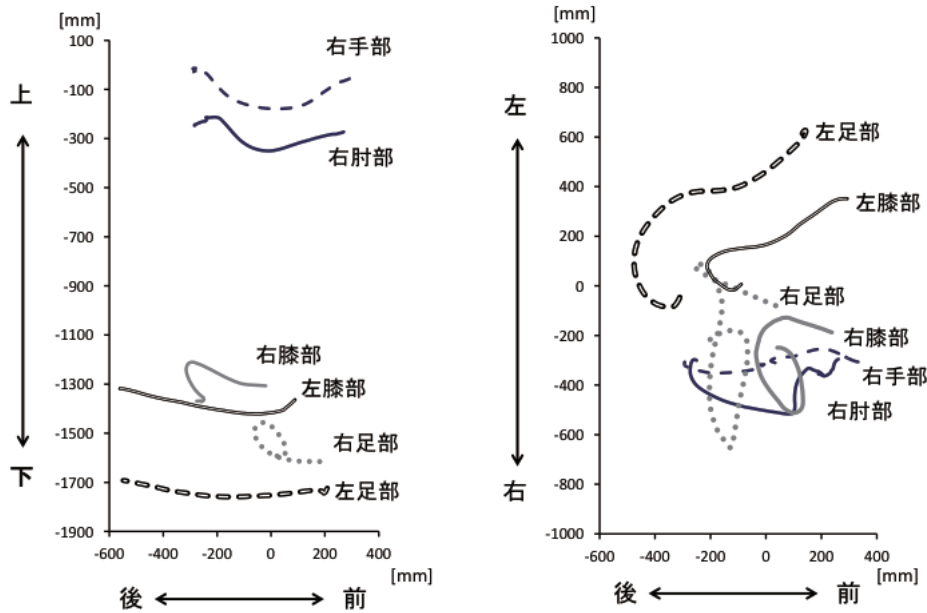 [mm]
100
-100
-300
-500
-700
-900
-1100
-1300
-1500
-1700
-1900
-600
-400
-200
0
200
400
[mm]
上
下
後
前
右手部
右肘部
右膝部
左膝部
右足部
左足部
[mm]
1000
800
600
400
200
0
-200
-400
-600
-800
-1000
-600
-400
-200
0
200
400
[mm]
左
右
後
前
左足部
左膝部
右足部
右膝部
右手部
右肘部